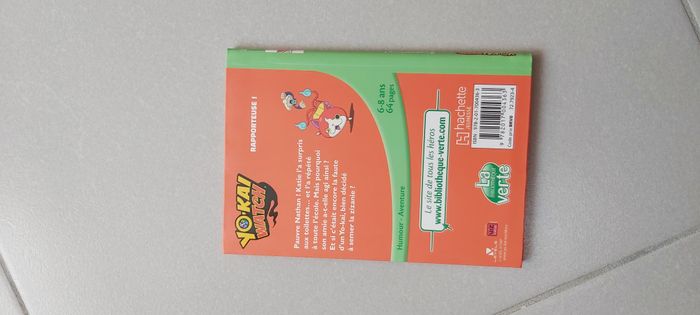 YO-KAI
WATCH
RAPPORTEUSE !
Pauvre Nathan ! Katie l'a surpris
aux toilettes... et l'a répété
à toute l'école. Mais pourquoi
son amie a-t-elle agi ainsi ?
Et si c'était encore la faute
d'un Yo-kai, bien décidé
à semer la zizanie ?
6-8 ans
64 pages
Humour - Aventure
Le site de tous les héros
www.bibliotheque-verte.com
hachette
JEUNESSE
La
verte
VIZ